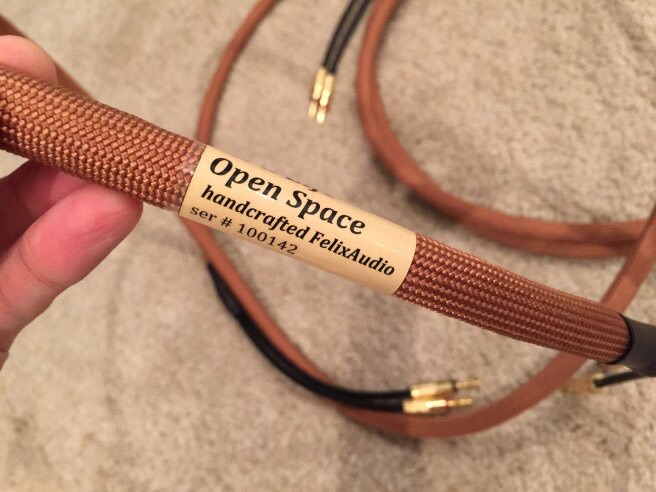 Open Space
handcrafted FelixAudio
ser # 100142